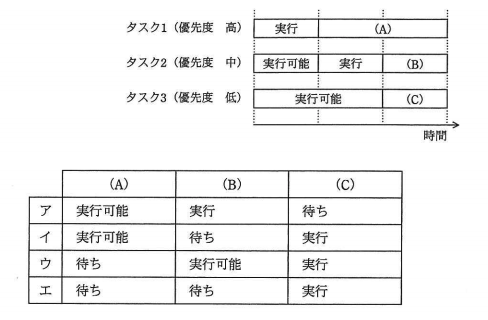 タスク1（優先度　高） 実行 （A）
タスク2（優先度　中） 実行可能 実行 （B）
タスク3（優先度　低） 実行可能 （C）
時間
（A） （B） （C）
ア 実行可能 実行 待ち
イ 実行可能 待ち 実行
ウ 待ち 実行可能 実行
エ 待ち 待ち 実行